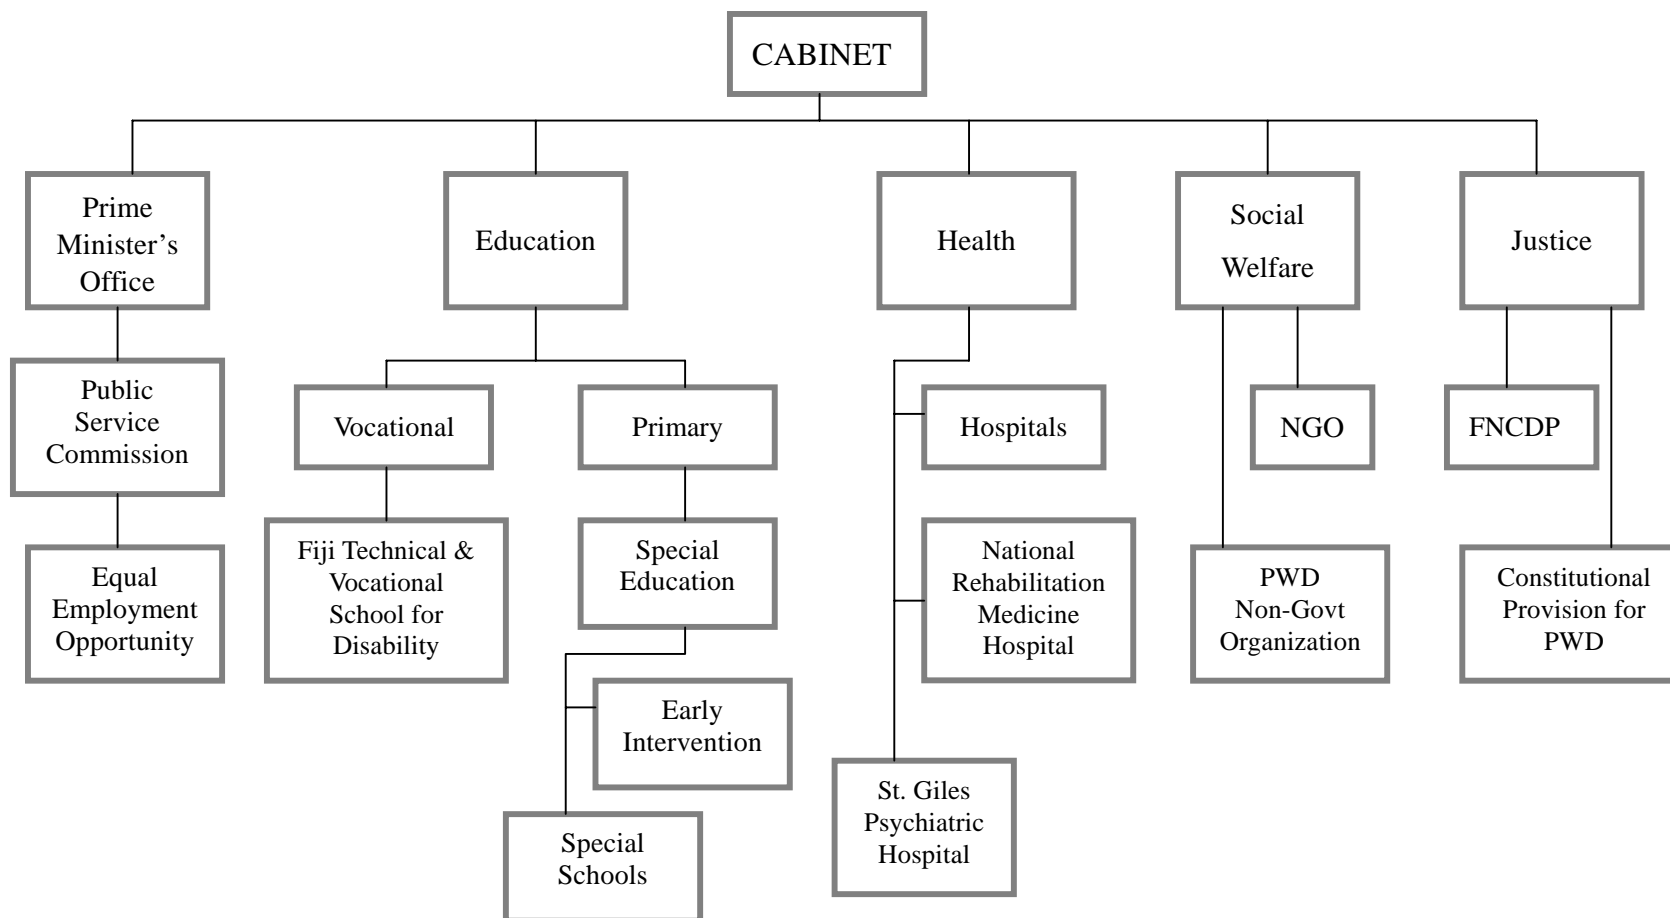 CABINET
Prime
Minister’s
Office
Education
Health
Social
Welfare
Justice
Public
Service
Commission
Vocational
Primary
Hospitals
NGO
FNCDP
Equal
Employment
Opportunity
Fiji Technical &
Vocational
School for
Disability
Special
Education
National
Rehabilitation
Medicine
Hospital
PWD
Non-Govt
Organization
Constitutional
Provision for
PWD
Early
Intervention
Special
Schools
St. Giles
Psychiatric
Hospital